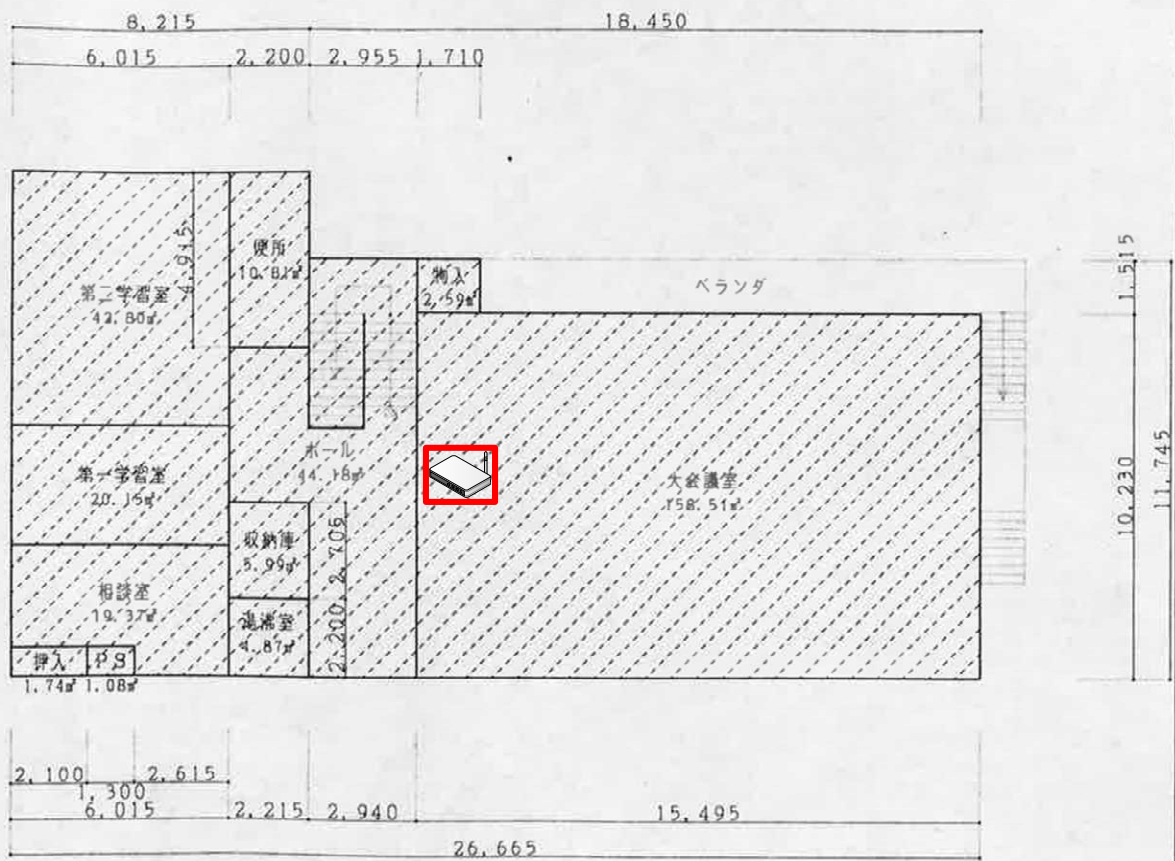 8,215
18,450
6,015
2,200
2,955
1,710
4,915
便所
10.81㎡
物入
2.59㎡
ベランダ
1,515
第二学習室
42.80㎡
ホール
44.18㎡
第一学習室
20.15㎡
大会議室
158.51㎡
10,230
11,745
収納庫
5.99㎡
2,706
相談室
19.37㎡
湯沸室
4.87㎡
2,200
押入
PS
1.74㎡
1.08㎡
2,100
2,615
1,300
6,015
2,215
2,940
15,495
26,665